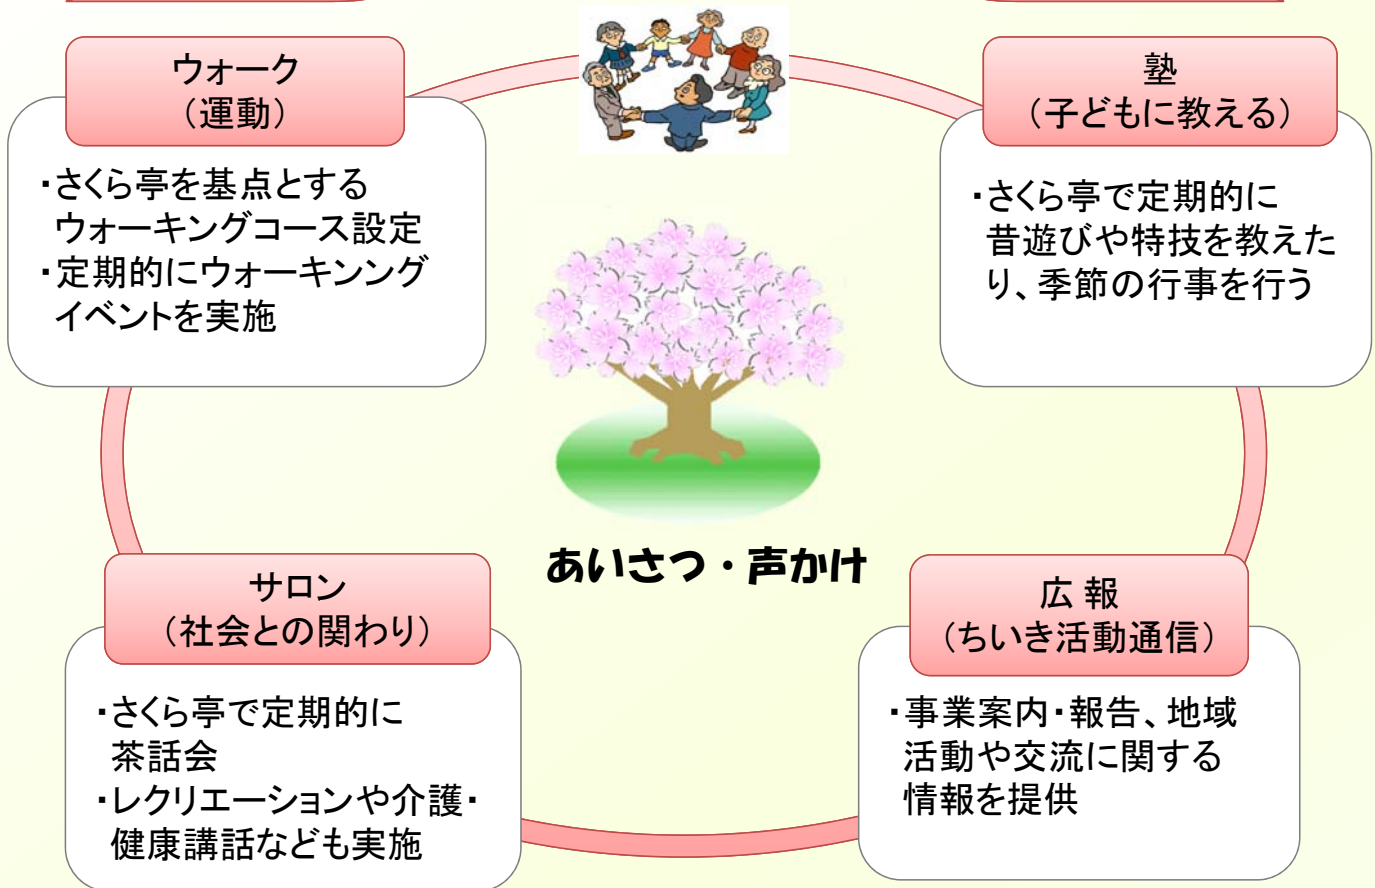 ウォーク
（運動）
・さくら亭を基点とする
ウォーキングコース設定
・定期的にウォーキンング
イベントを実施
塾
（子どもに教える）
・さくら亭で定期的に
昔遊びや特技を教えた
り、季節の行事を行う
あいさつ・声かけ
サロン
（社会との関わり）
・さくら亭で定期的に
茶話会
・レクリエーションや介護・
健康講話なども実施
広 報
（ちいき活動通信）
・事業案内・報告、地域
活動や交流に関する
情報を提供